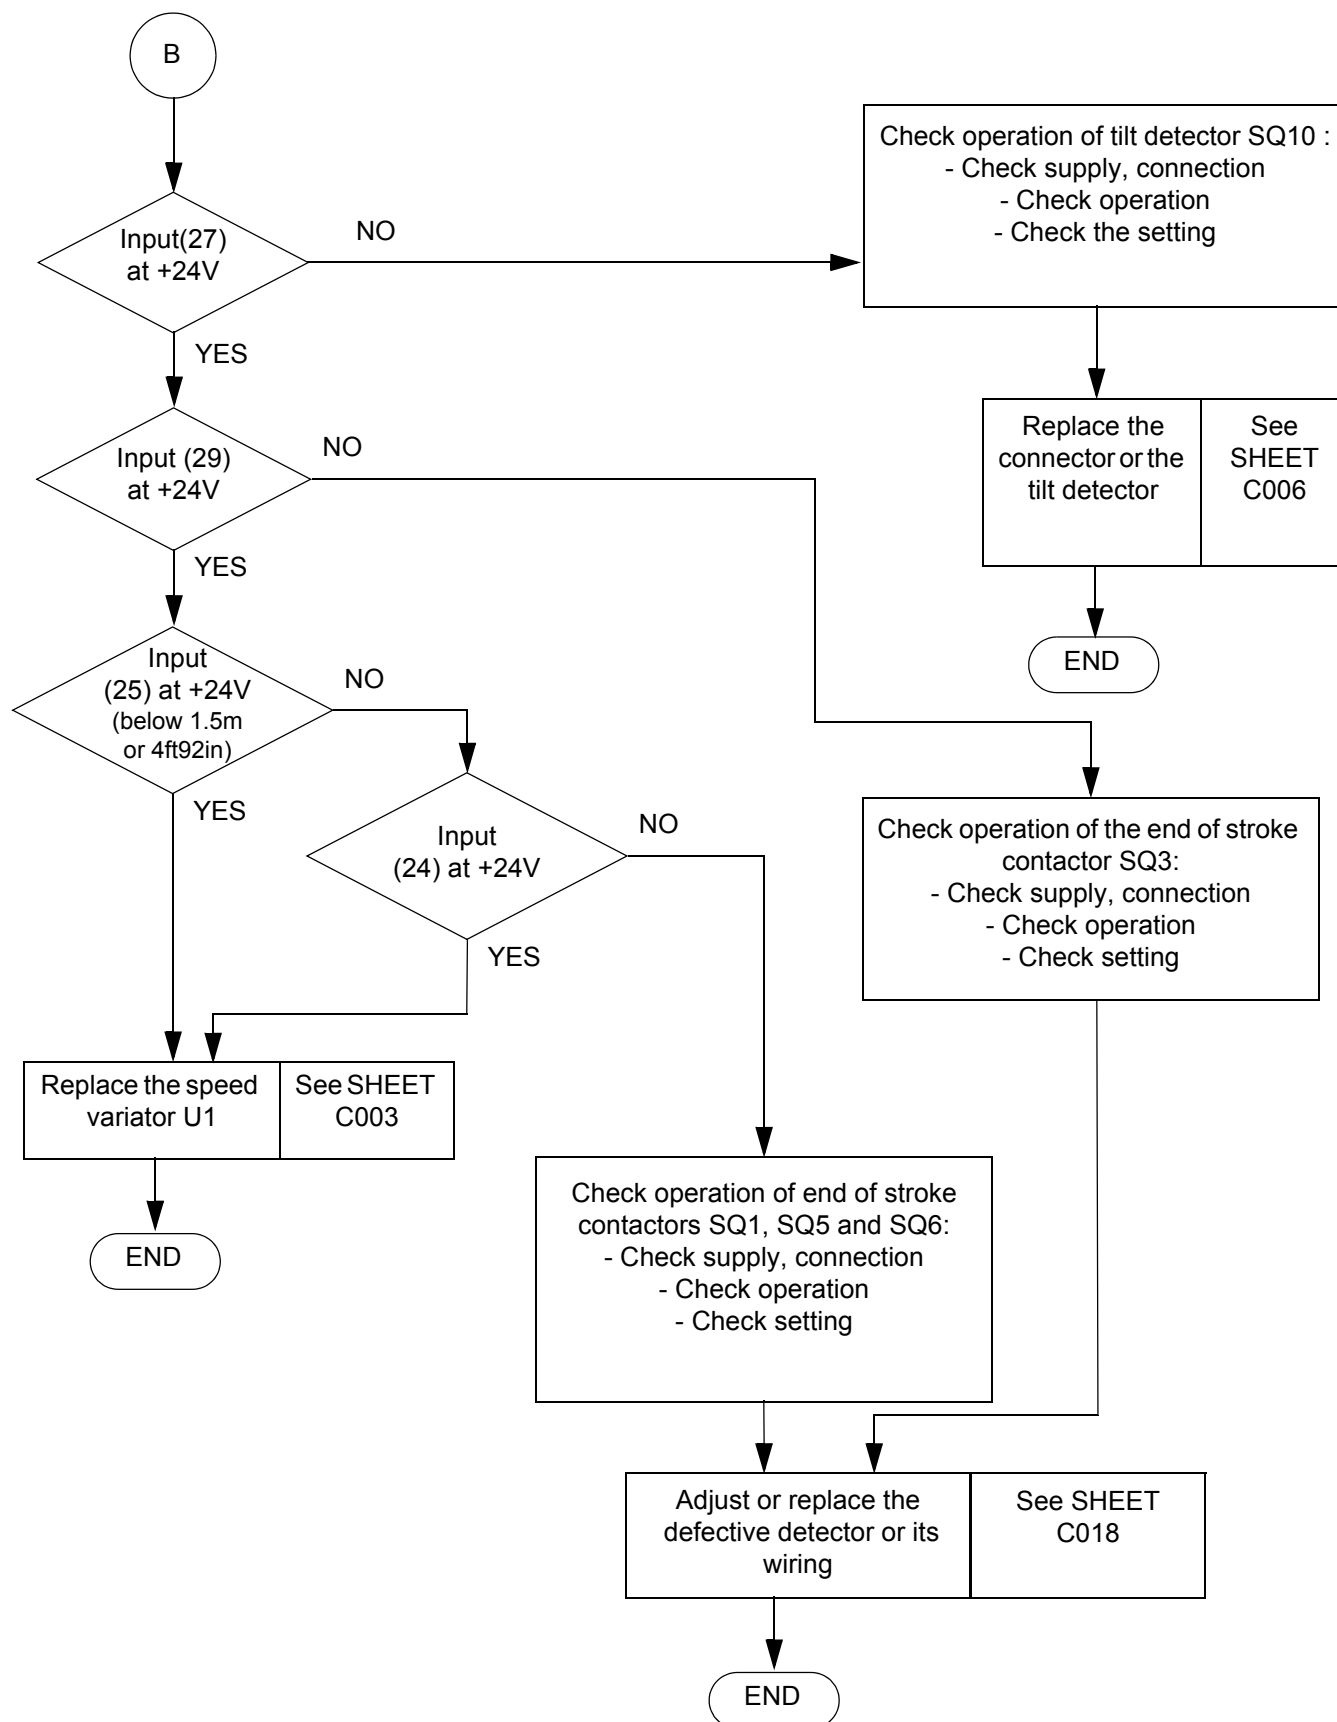 B
Check operation of tilt detector SQ10 :
- Check supply, connection
- Check operation
- Check the setting
Input(27)
at +24V
NO
YES
Replace the
connector or the
tilt detector
See
SHEET
C006
END
Input (29)
at +24V
NO
YES
Input
(25) at +24V
(below 1.5m
or 4ft92in)
NO
YES
Input
(24) at +24V
NO
YES
Check operation of the end of stroke
contactor SQ3:
- Check supply, connection
- Check operation
- Check setting
Replace the speed
variator U1
See SHEET
C003
END
Check operation of end of stroke
contactors SQ1, SQ5 and SQ6:
- Check supply, connection
- Check operation
- Check setting
Adjust or replace the
defective detector or its
wiring
See SHEET
C018
END